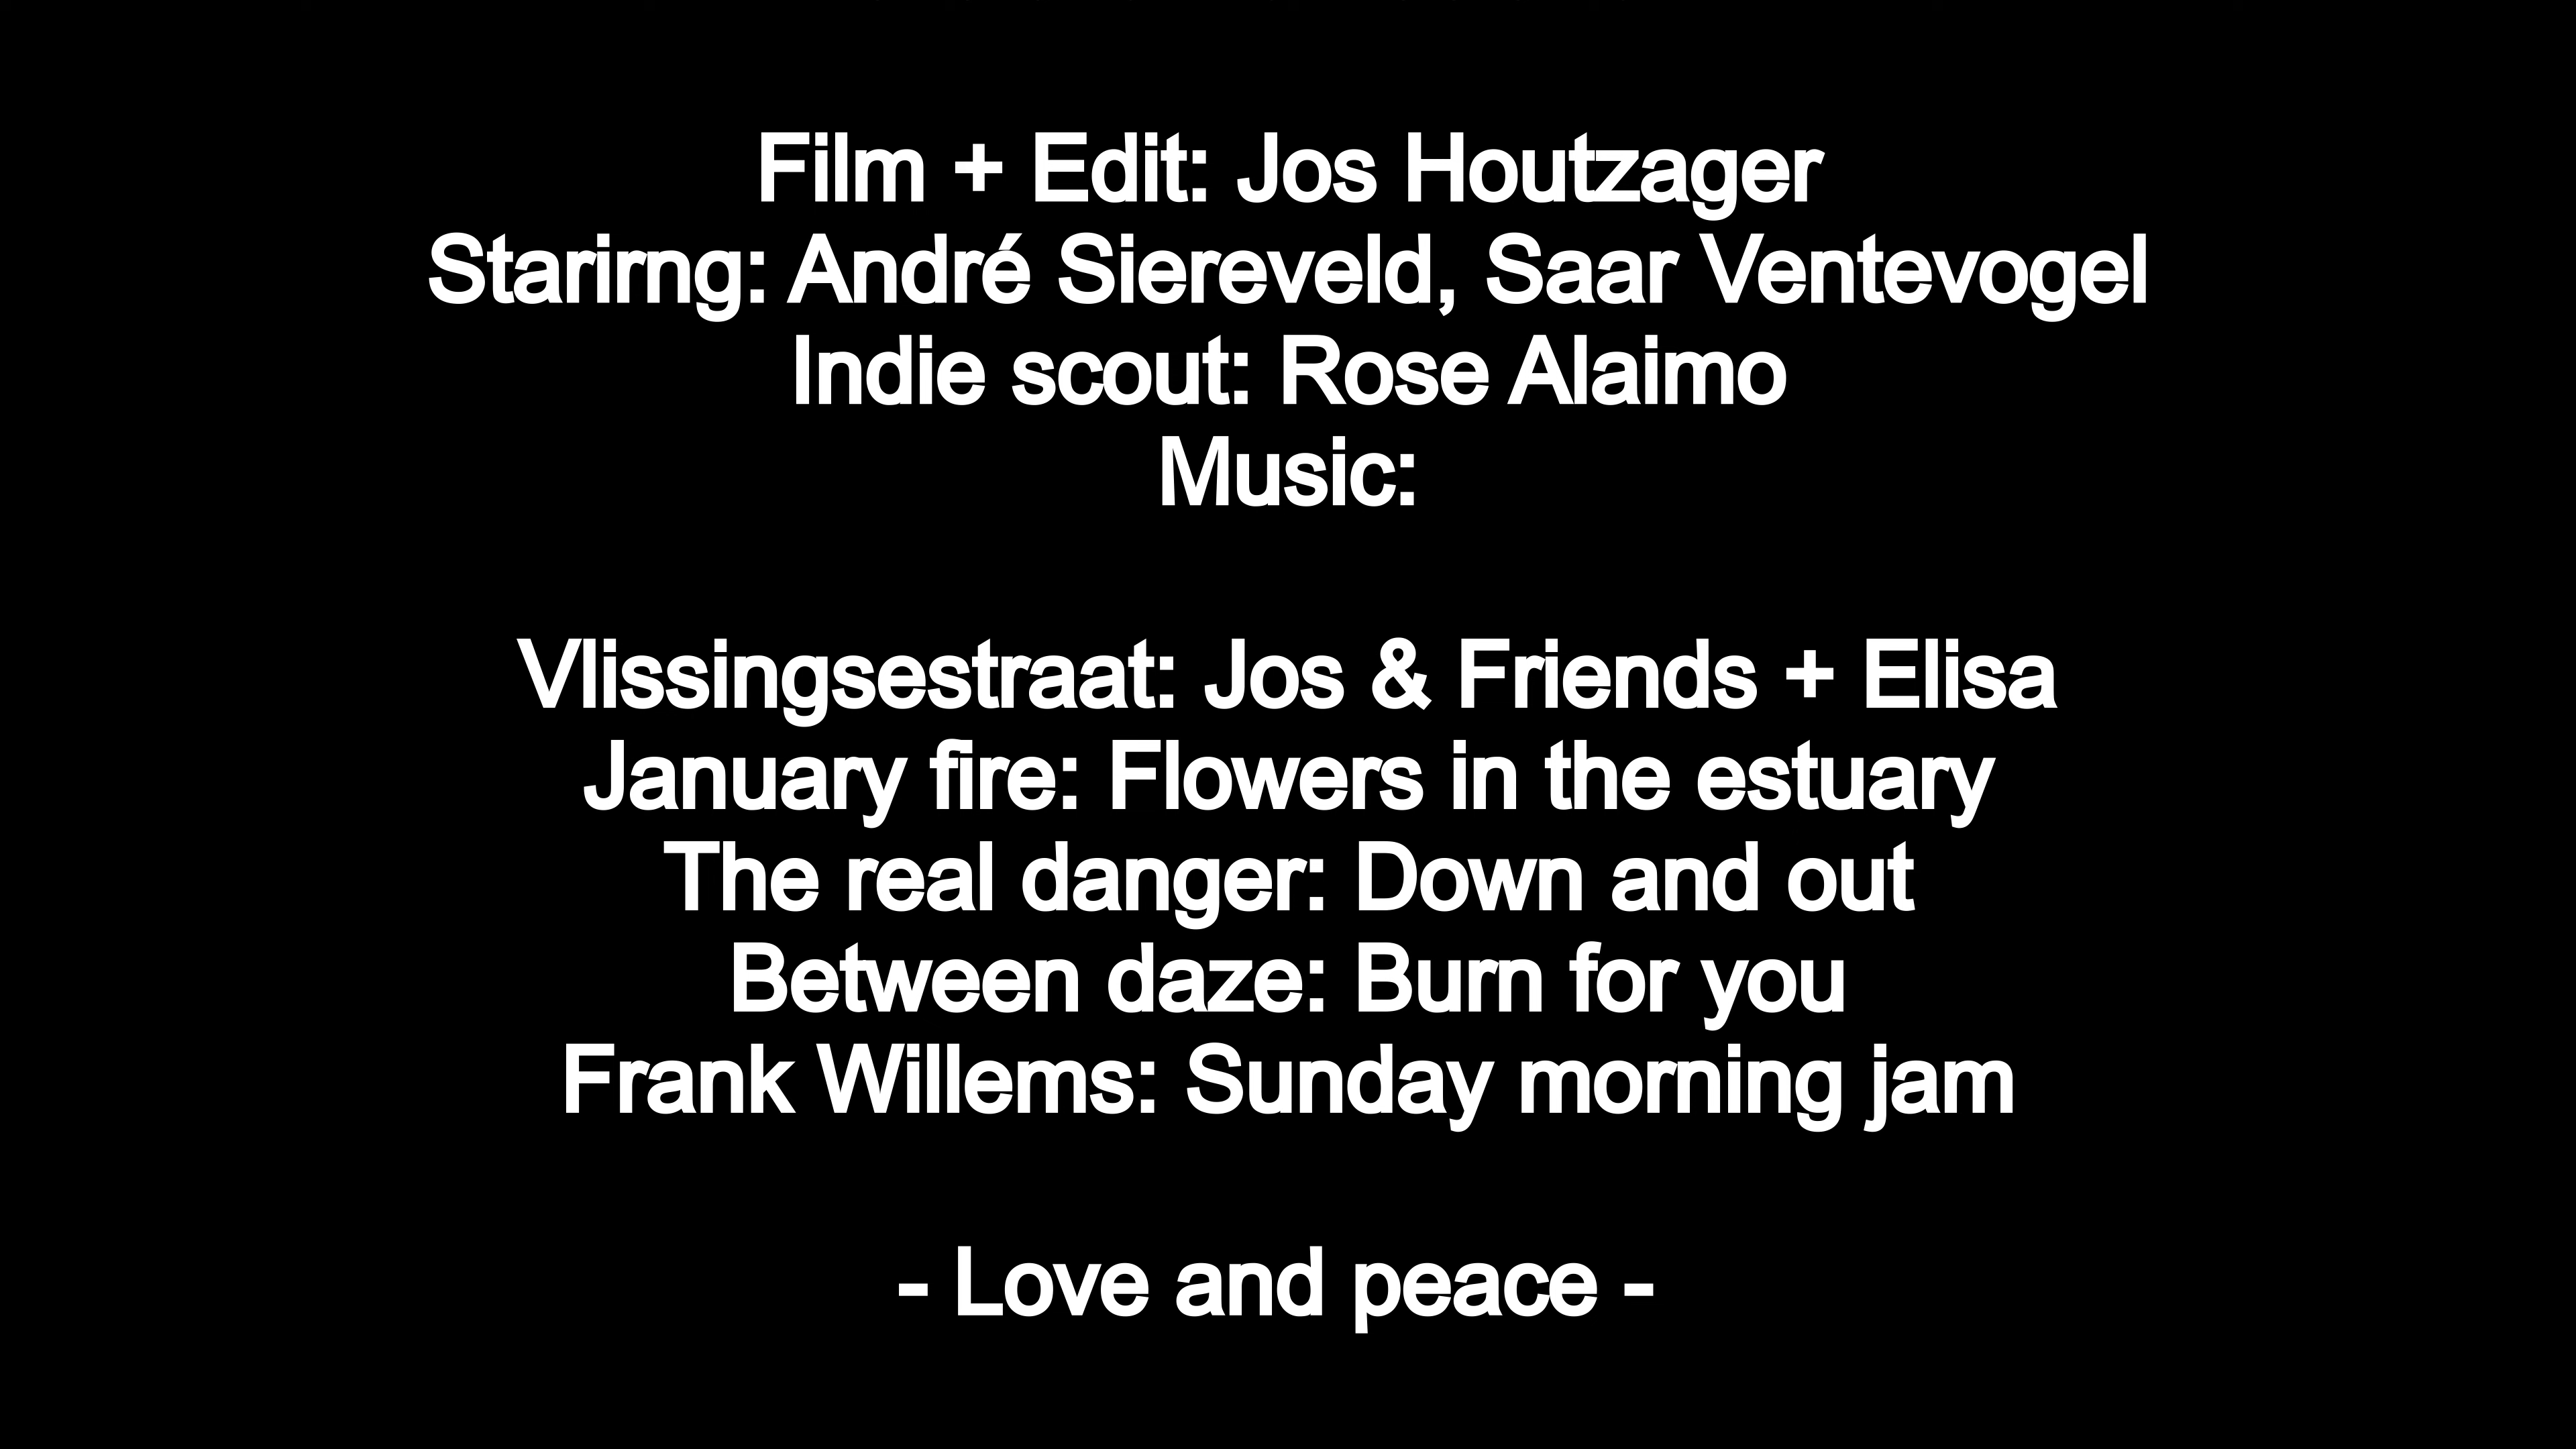 Film + Edit: Jos Houtzager
Starirng: André Siereveld, Saar Ventevogel
Indie scout: Rose Alaimo
Music:
Vlissingsestraat: Jos & Friends + Elisa
January fire: Flowers in the estuary
The real danger: Down and out
Between daze: Burn for you
Frank Willems: Sunday morning jam
- Love and peace -